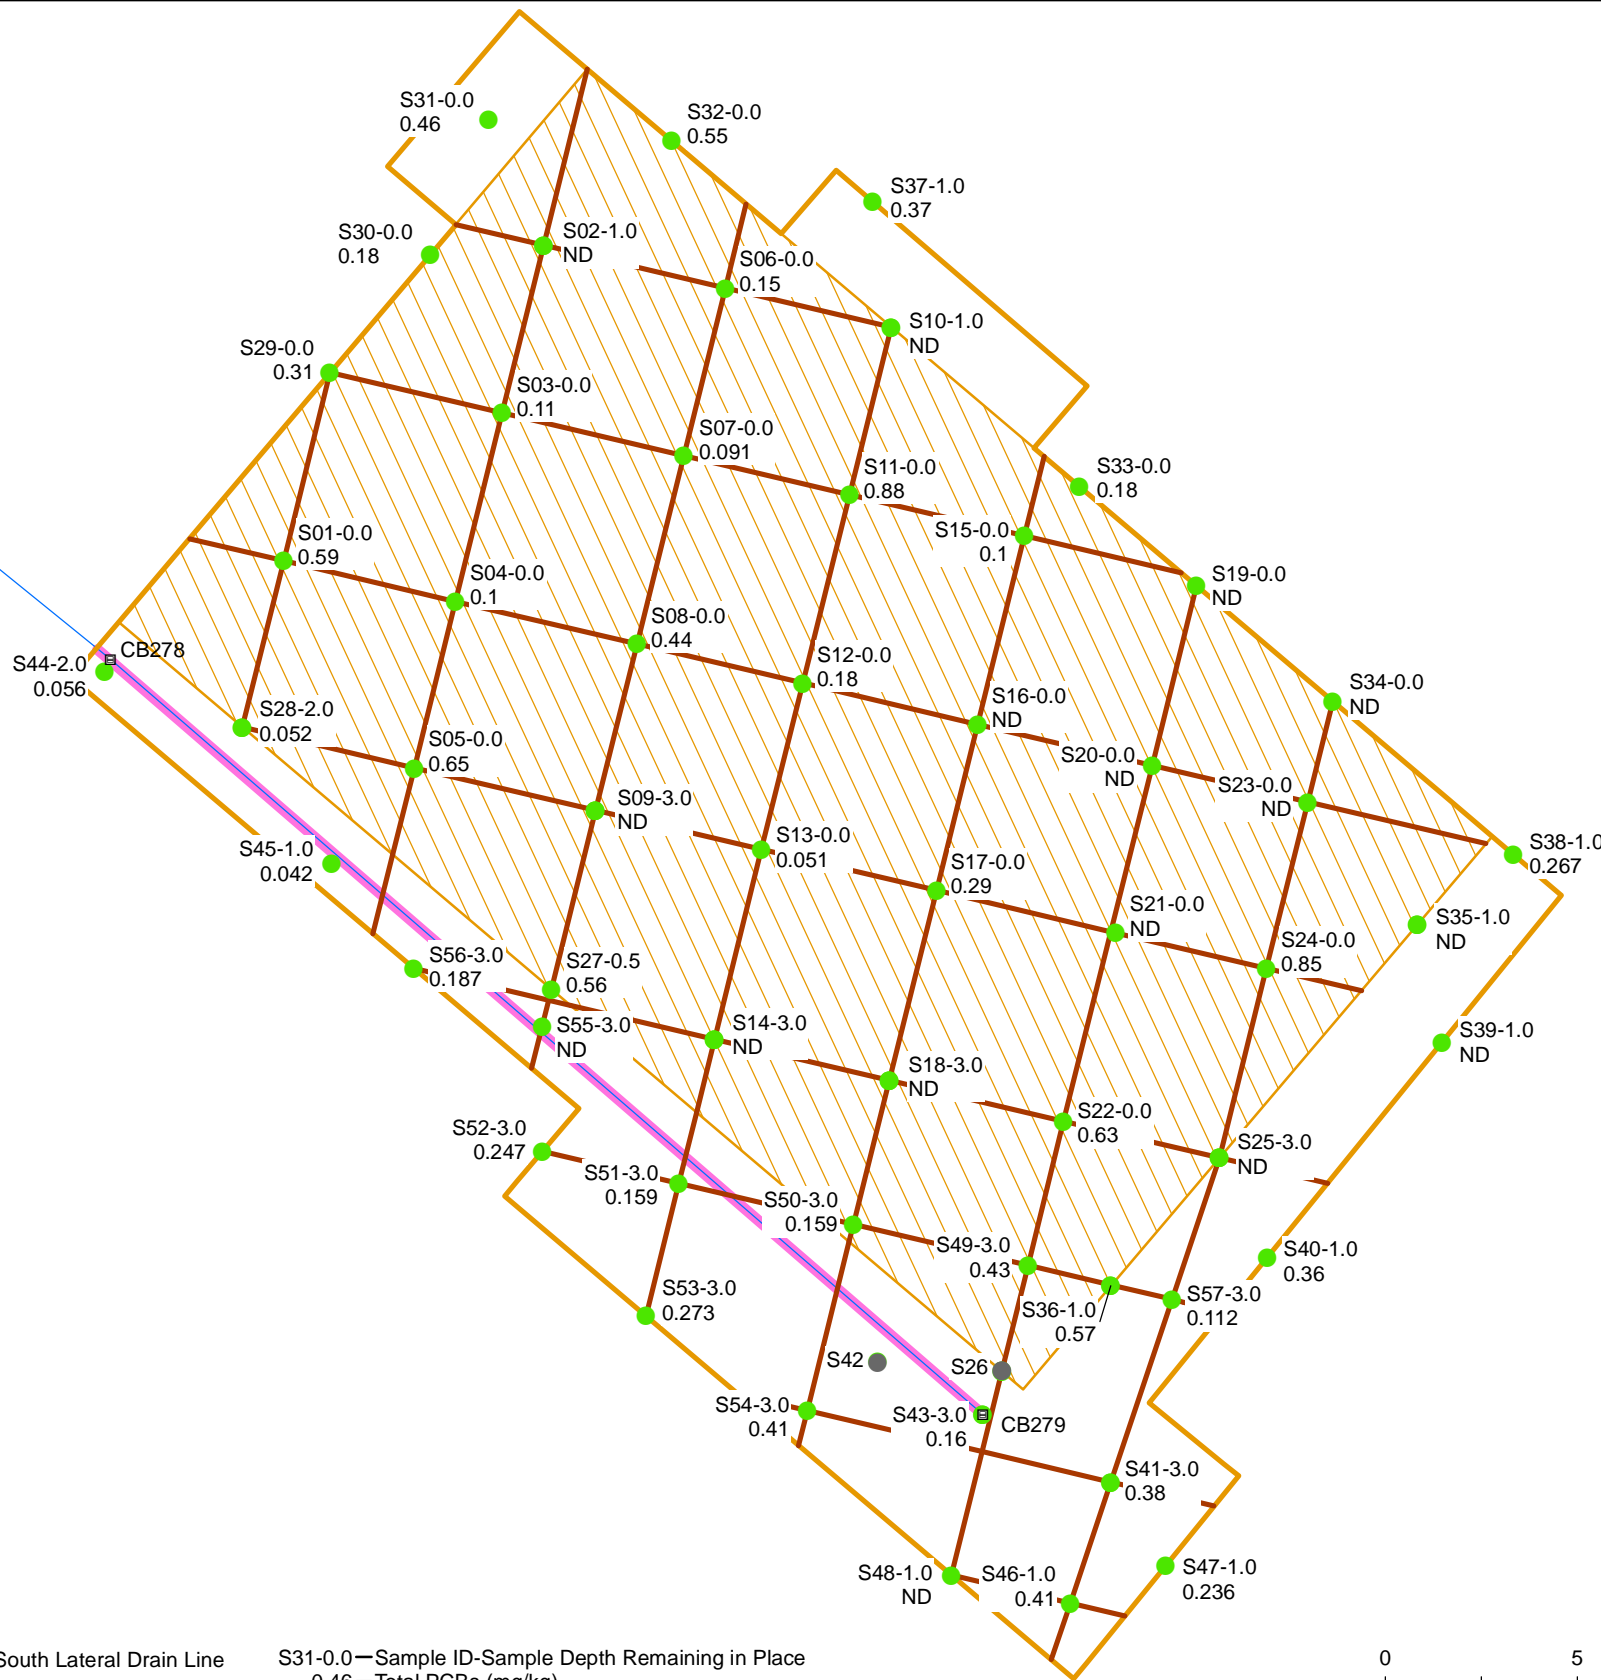 S31-0.0
0.46
S32-0.0
0.55
S37-1.0
0.37
S30-0.0
0.18
S02-1.0
ND
S06-0.0
0.15
S10-1.0
ND
S29-0.0
0.31
S03-0.0
0.11
S07-0.0
0.091
S11-0.0
0.88
S33-0.0
0.18
S15-0.0
0.1
S01-0.0
0.59
S04-0.0
0.1
S19-0.0
ND
S08-0.0
0.44
CB278
S44-2.0
0.056
S12-0.0
0.18
S16-0.0
ND
S34-0.0
ND
S28-2.0
0.052
S05-0.0
0.65
S20-0.0
ND
S23-0.0
ND
S09-3.0
ND
S13-0.0
0.051
S38-1.0
0.267
S45-1.0
0.042
S17-0.0
0.29
S21-0.0
ND
S35-1.0
ND
S24-0.0
0.85
S56-3.0
0.187
S27-0.5
0.56
S55-3.0
ND
S14-3.0
ND
S39-1.0
ND
S18-3.0
ND
S22-0.0
0.63
S52-3.0
0.247
S25-3.0
ND
S51-3.0
0.159
S50-3.0
0.159
S49-3.0
0.43
S40-1.0
0.36
S53-3.0
0.273
S36-1.0
0.57
S57-3.0
0.112
S42
S26
S54-3.0
0.41
S43-3.0
0.16
CB279
S41-3.0
0.38
S48-1.0
ND
S46-1.0
0.41
S47-1.0
0.236
South Lateral Drain Line
S31-0.0—Sample ID-Sample Depth Remaining in Place
0.46—Total PCBs (mg/kg)
0 5